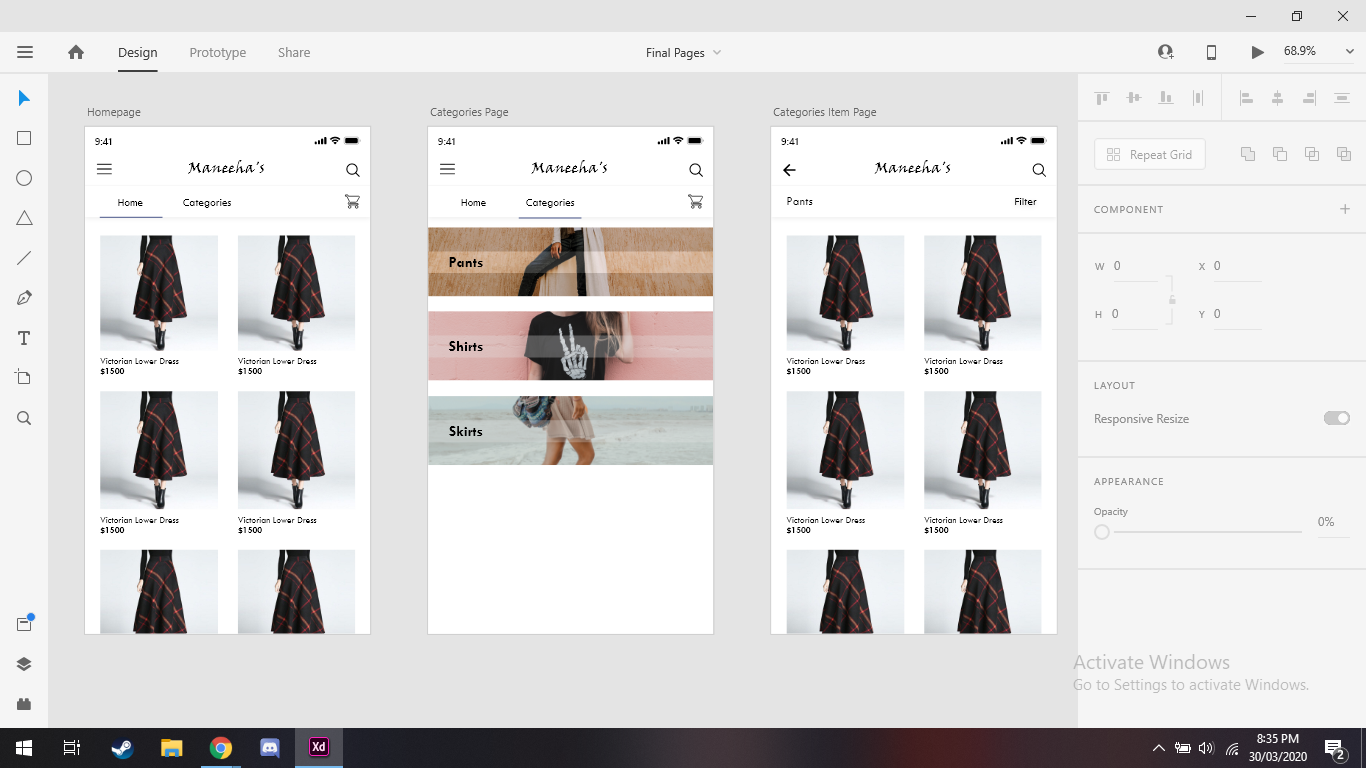 Design Prototype Share
Final Pages
68.9%
Homepage
9:41
Maneeha's
Home Categories
Victorian Lower Dress
$1500
Victorian Lower Dress
$1500
Victorian Lower Dress
$1500
Victorian Lower Dress
$1500
Categories Page
9:41
Maneeha's
Home Categories
Pants
Shirts
Skirts
Categories Item Page
9:41
Maneeha's
Pants Filter
Victorian Lower Dress
$1500
Victorian Lower Dress
$1500
Victorian Lower Dress
$1500
Victorian Lower Dress
$1500
Repeat Grid
COMPONENT
W 0 X 0
H 0 Y 0
LAYOUT
Responsive Resize
APPEARANCE
Opacity
0%
Activate Windows
Go to Settings to activate Windows.
Xd
8:35 PM
30/03/2020
2